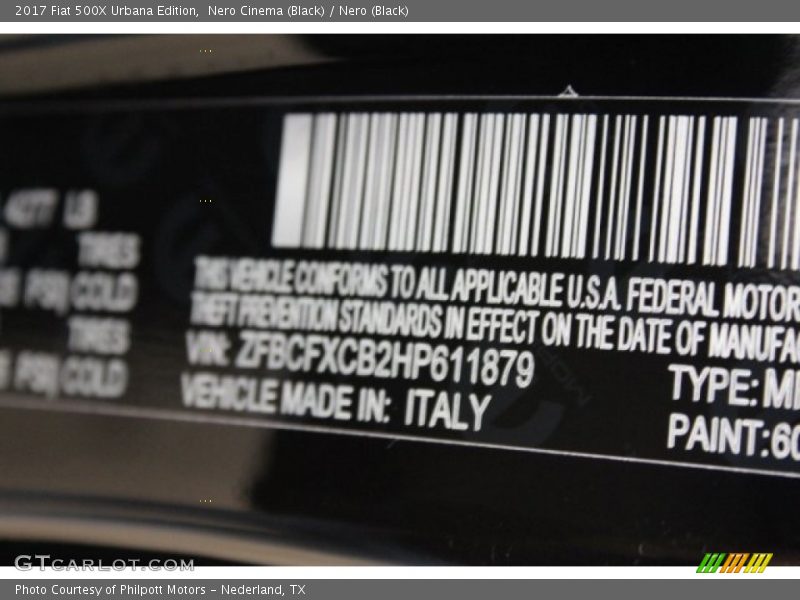 2017 Fiat 500X Urbana Edition, Nero Cinema (Black) / Nero (Black)
4277 LB
TIRES
PSI COLD
TIRES
PSI COLD
THIS VEHICLE CONFORMS TO ALL APPLICABLE U.S.A. FEDERAL MOTOR
THEFT PREVENTION STANDARDS IN EFFECT ON THE DATE OF MANUFA
VIN: ZFBCFXCB2HP611879
TYPE: M
VEHICLE MADE IN: ITALY
PAINT:60
GTCARLOT.COM
Photo Courtesy of Philpott Motors - Nederland, TX